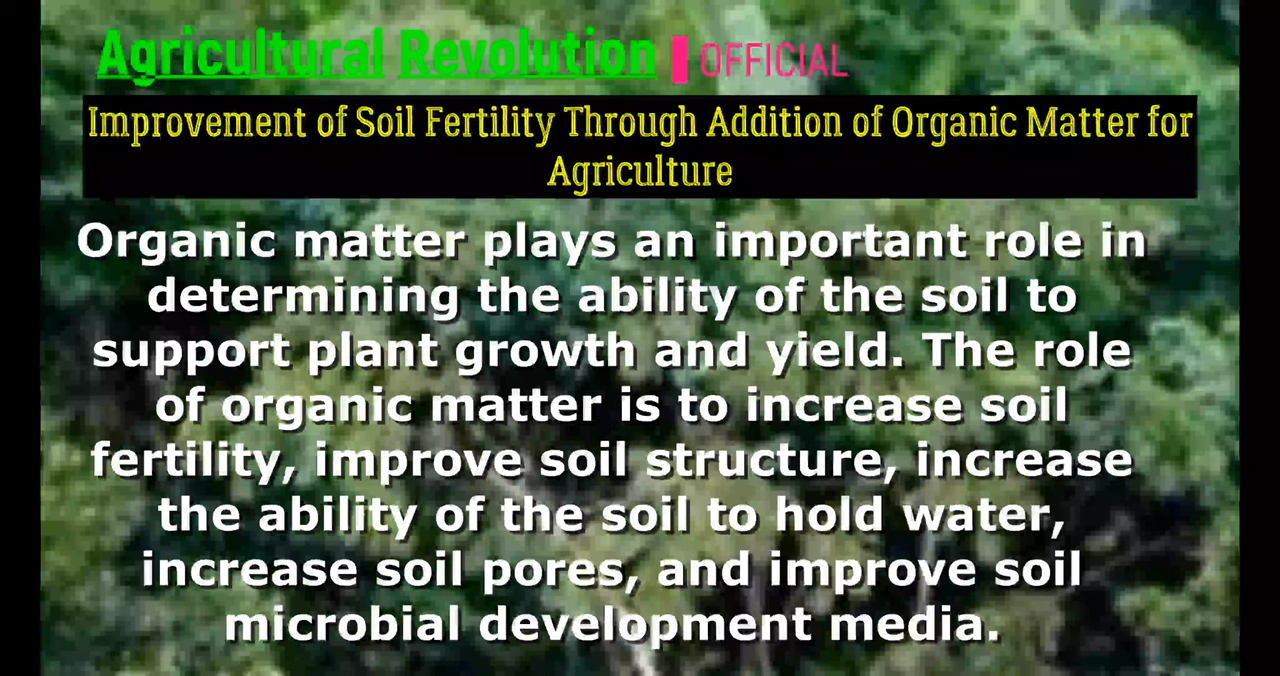 Agricultural Revolution OFFICIAL
Improvement of Soil Fertility Through Addition of Organic Matter for
Agriculture
Organic matter plays an important role in
determining the ability of the soil to
support plant growth and yield. The role
of organic matter is to increase soil
fertility, improve soil structure, increase
the ability of the soil to hold water,
increase soil pores, and improve soil
microbial development media.